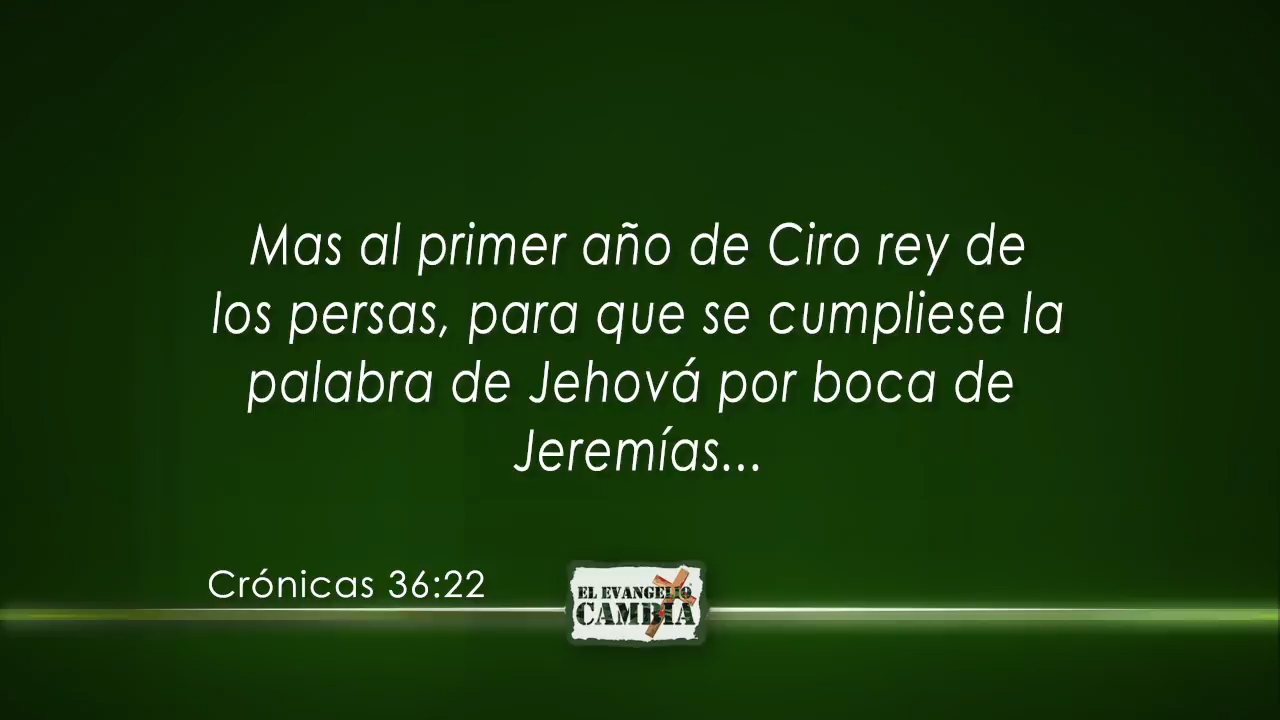 Mas al primer año de Ciro rey de
los persas, para que se cumpliese la
palabra de Jehová por boca de
Jeremías...
Crónicas 36:22
EL EVANGELIO
CAMBIA